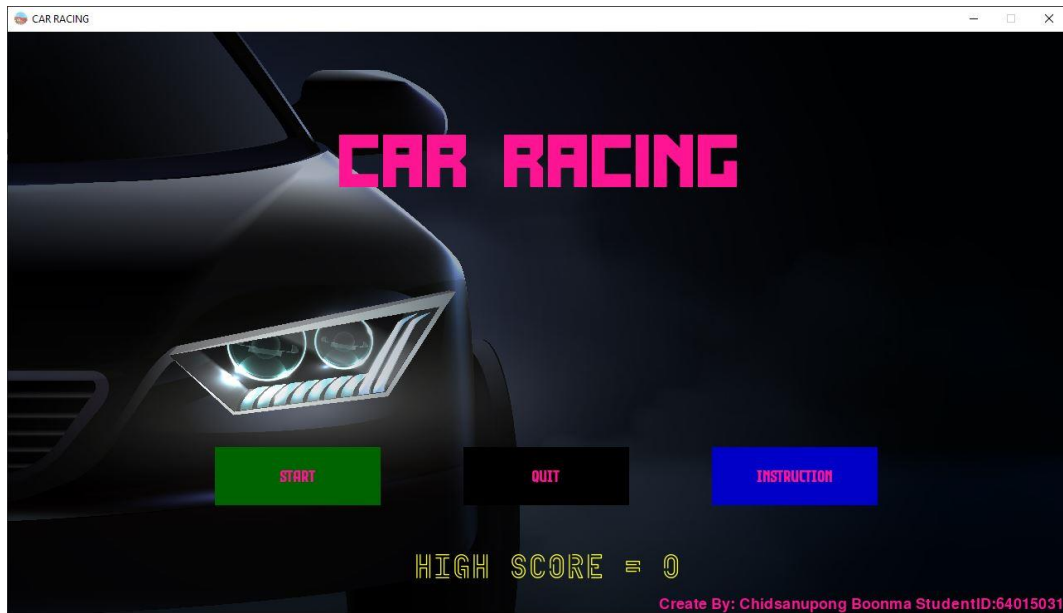 CAR RACING
CAR RACING
START
QUIT
INSTRUCTION
HIGH SCORE = 0
Create By: Chidsanupong Boonma StudentID:64015031